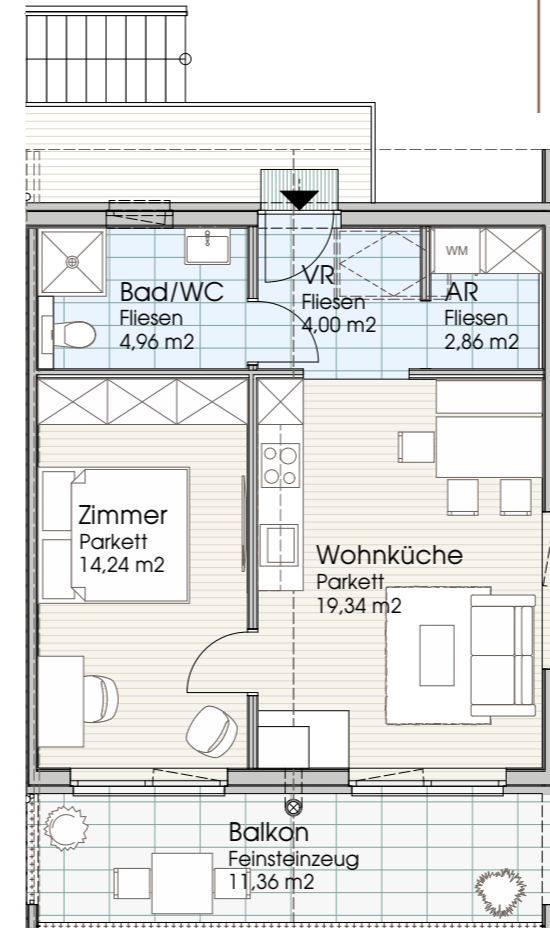 Bad/WC
Fliesen
4,96 m2
VR
Fliesen
4,00 m2
WM
AR
Fliesen
2,86 m2
Zimmer
Parkett
14,24 m2
Wohnküche
Parkett
19,34 m2
Balkon
Feinsteinzeug
11,36 m2